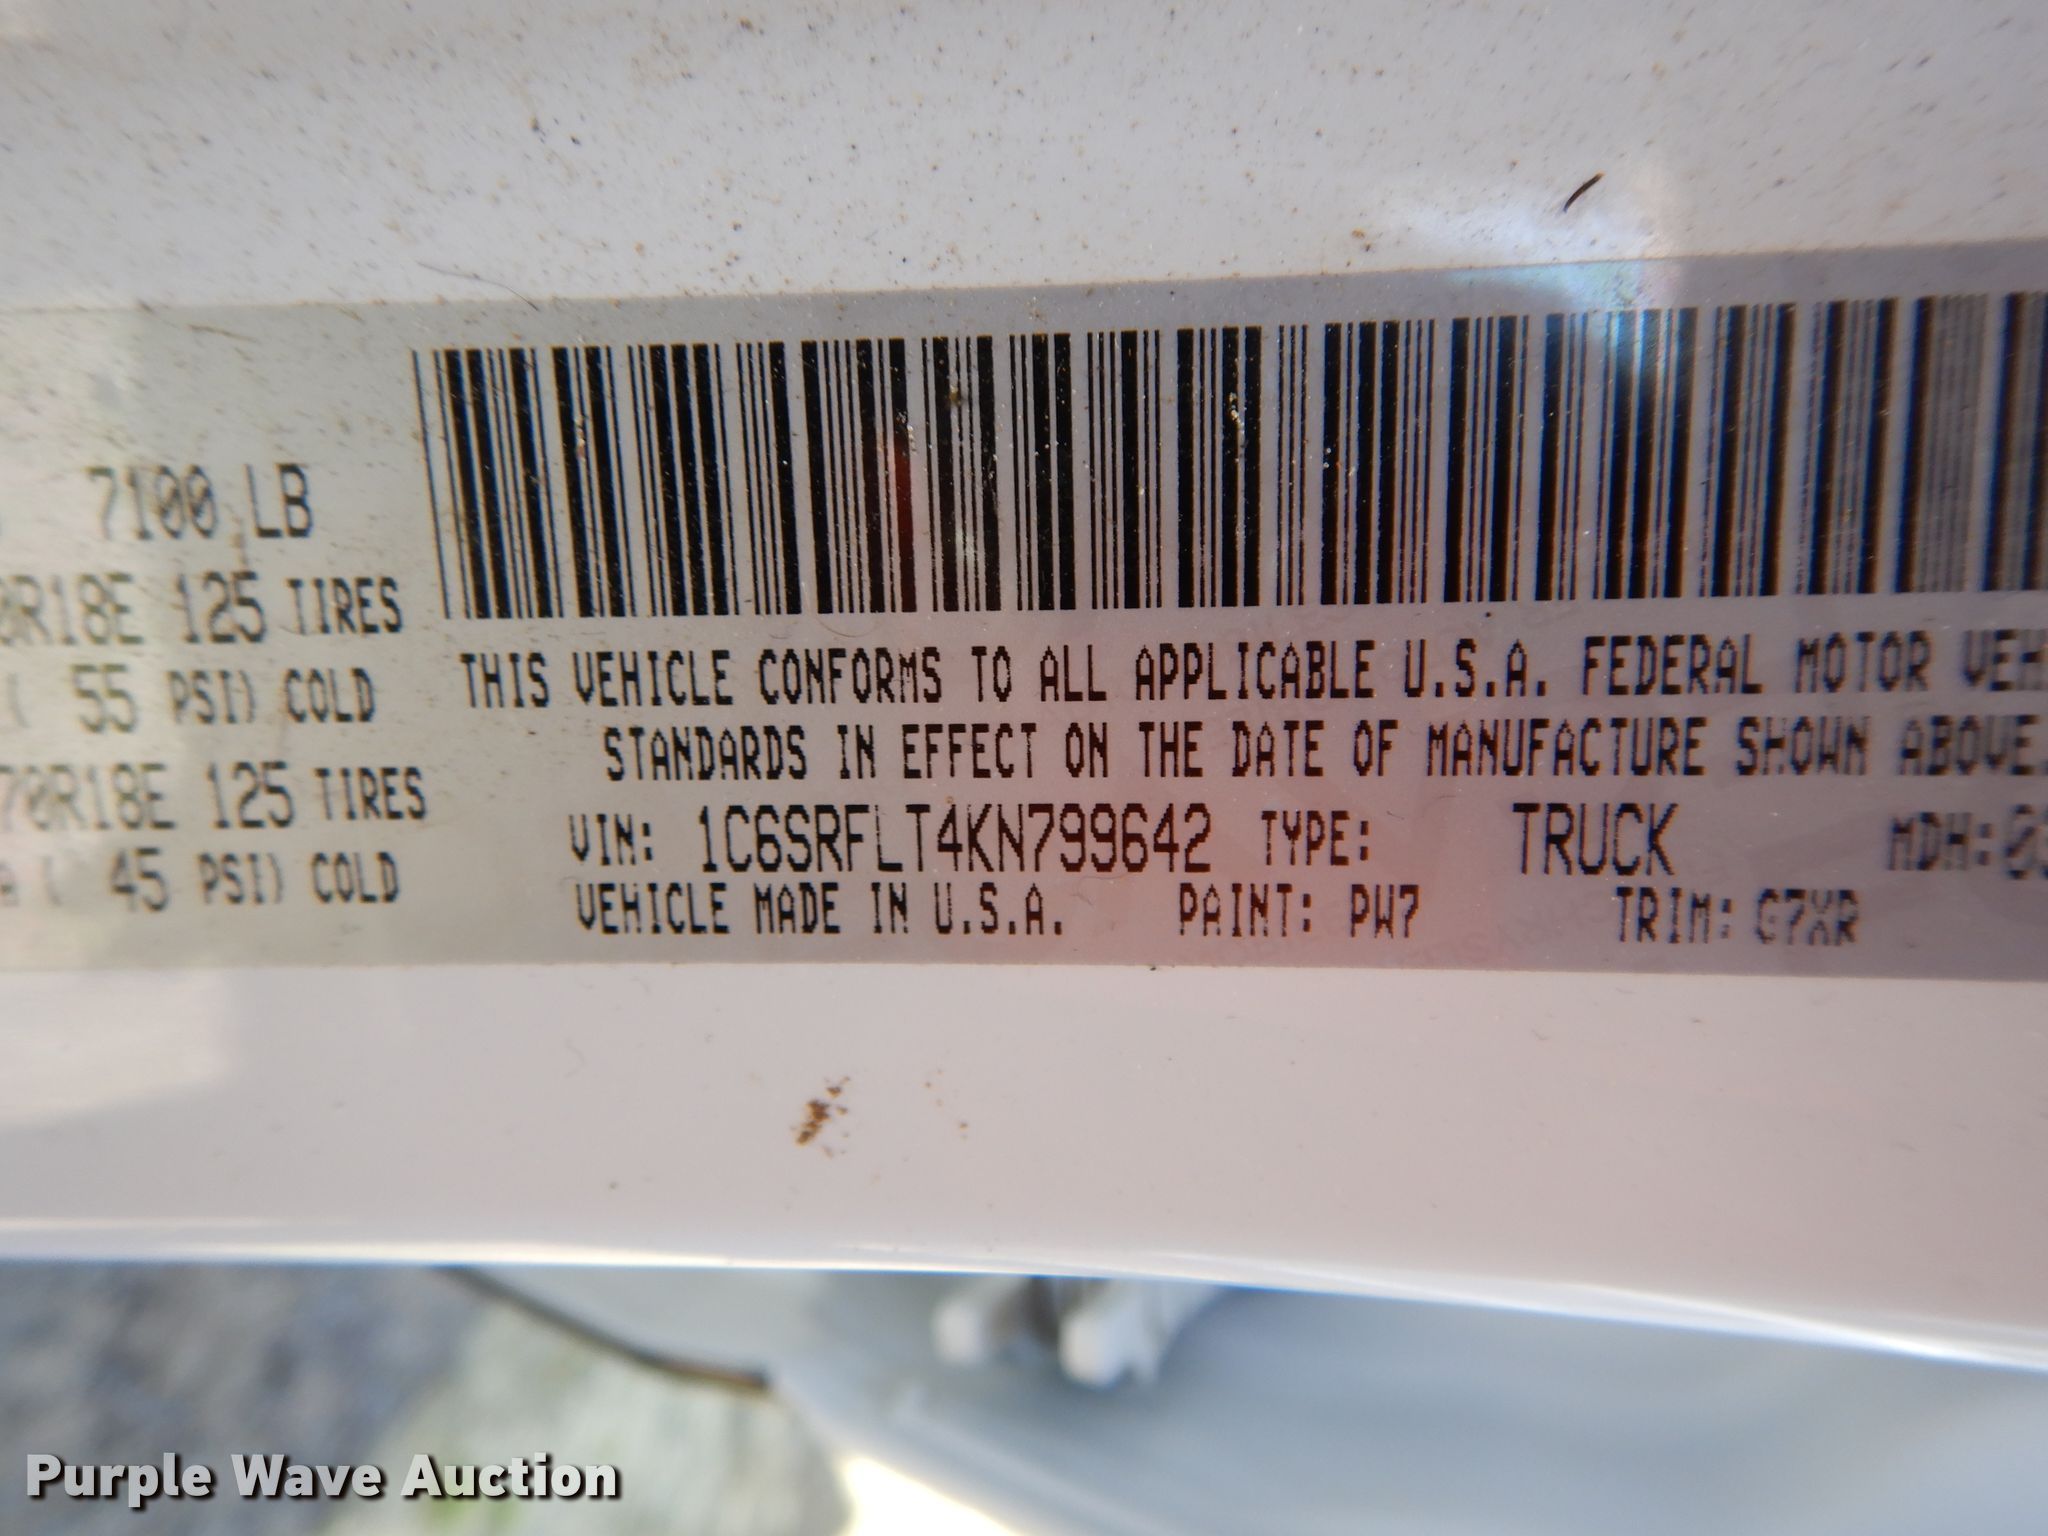 7100 LB
0R18E 125 TIRES
( 55 PSI) COLD
70R18E 125 TIRES
( 45 PSI) COLD
THIS VEHICLE CONFORMS TO ALL APPLICABLE U.S.A. FEDERAL MOTOR VEH
STANDARDS IN EFFECT ON THE DATE OF MANUFACTURE SHOWN ABOVE.
VIN: 1C6SRFLT4KN799642 TYPE: TRUCK MDH:03
VEHICLE MADE IN U.S.A. PAINT: PW7 TRIM: G7XR
Purple Wave Auction